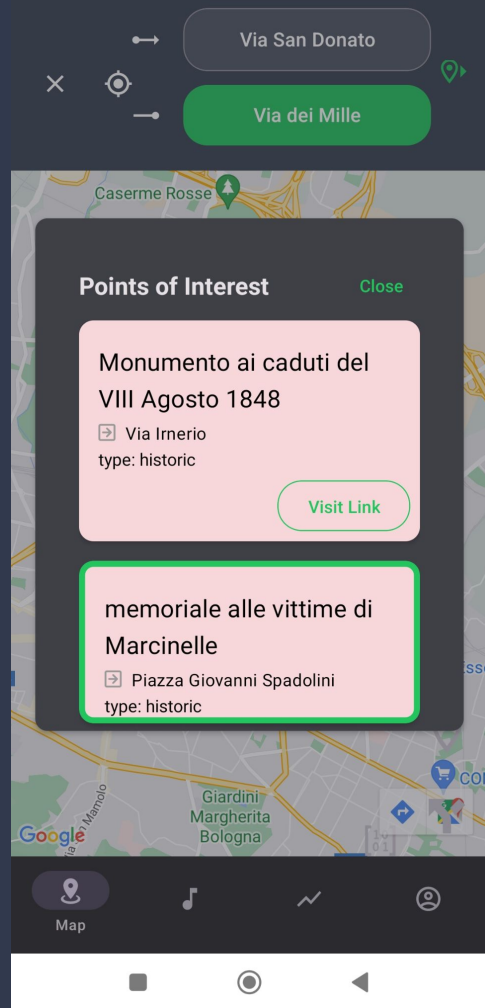 Via San Donato
Via dei Mille
Caserme Rosse
Points of Interest
Close
Monumento ai caduti del
VIII Agosto 1848
Via Irnerio
type: historic
Visit Link
memoriale alle vittime di
Marcinelle
Piazza Giovanni Spadolini
type: historic
Giardini
Margherita
Bologna
Google
Map